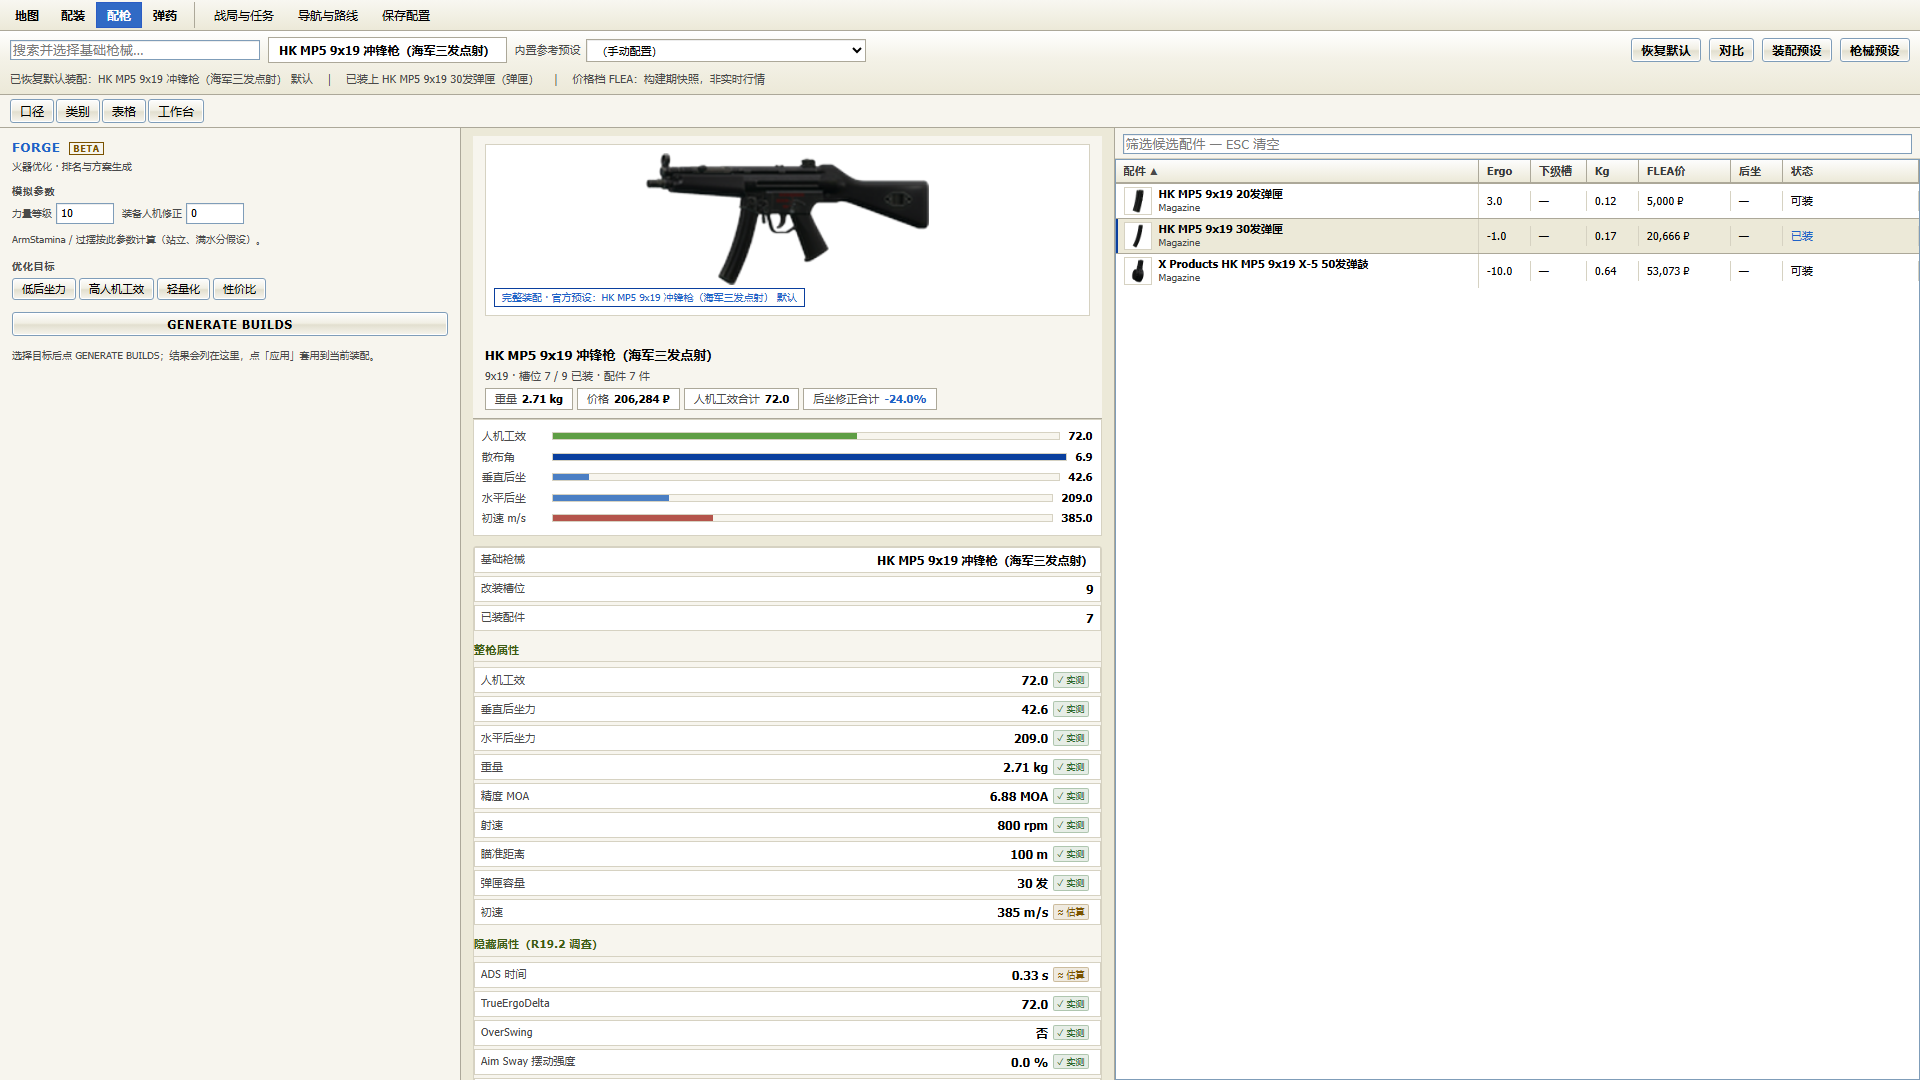 地图 配装 配枪 弹药 战局与任务 导航与路线 保存配置
搜索并选择基础枪械... HK MP5 9x19 冲锋枪（海军三发点射） 内置参考预设 (手动配置) 恢复默认 对比 装配预设 枪械预设
已恢复默认装配：HK MP5 9x19 冲锋枪（海军三发点射） 默认 | 已装上 HK MP5 9x19 30发弹匣（弹匣） | 价格档 FLEA：构建期快照，非实时行情
口径 类别 表格 工作台
FORGE BETA
火器优化 · 排名与方案生成
模拟参数
力量等级 10 装备人机修正 0
ArmStamina / 过摆按此参数计算（站立、满水分假设）。
优化目标
低后坐力 高人机工效 轻量化 性价比
GENERATE BUILDS
选择目标后点 GENERATE BUILDS；结果会列在这里，点「应用」套用到当前装配。
完整装配 · 官方预设：HK MP5 9x19 冲锋枪（海军三发点射） 默认
HK MP5 9x19 冲锋枪（海军三发点射）
9x19 · 槽位 7 / 9 已装 · 配件 7 件
重量 2.71 kg 价格 206,284 ₽ 人机工效合计 72.0 后坐修正合计 -24.0%
人机工效 72.0
散布角 6.9
垂直后坐 42.6
水平后坐 209.0
初速 m/s 385.0
基础枪械 HK MP5 9x19 冲锋枪（海军三发点射）
改装槽位 9
已装配件 7
整枪属性
人机工效 72.0 ✓ 实测
垂直后坐力 42.6 ✓ 实测
水平后坐力 209.0 ✓ 实测
重量 2.71 kg ✓ 实测
精度 MOA 6.88 MOA ✓ 实测
射速 800 rpm ✓ 实测
瞄准距离 100 m ✓ 实测
弹匣容量 30 发 ✓ 实测
初速 385 m/s ≈ 估算
隐藏属性（R19.2 调查）
ADS 时间 0.33 s ≈ 估算
TrueErgoDelta 72.0 ✓ 实测
OverSwing 否 ✓ 实测
Aim Sway 摆动强度 0.0 % ✓ 实测
筛选候选配件 — ESC 清空
配件 ▲ Ergo 下级槽 Kg FLEA价 后坐 状态
HK MP5 9x19 20发弹匣
Magazine
3.0 — 0.12 5,000 ₽ — 可装
HK MP5 9x19 30发弹匣
Magazine
-1.0 — 0.17 20,666 ₽ — 已装
X Products HK MP5 9x19 X-5 50发弹鼓
Magazine
-10.0 — 0.64 53,073 ₽ — 可装